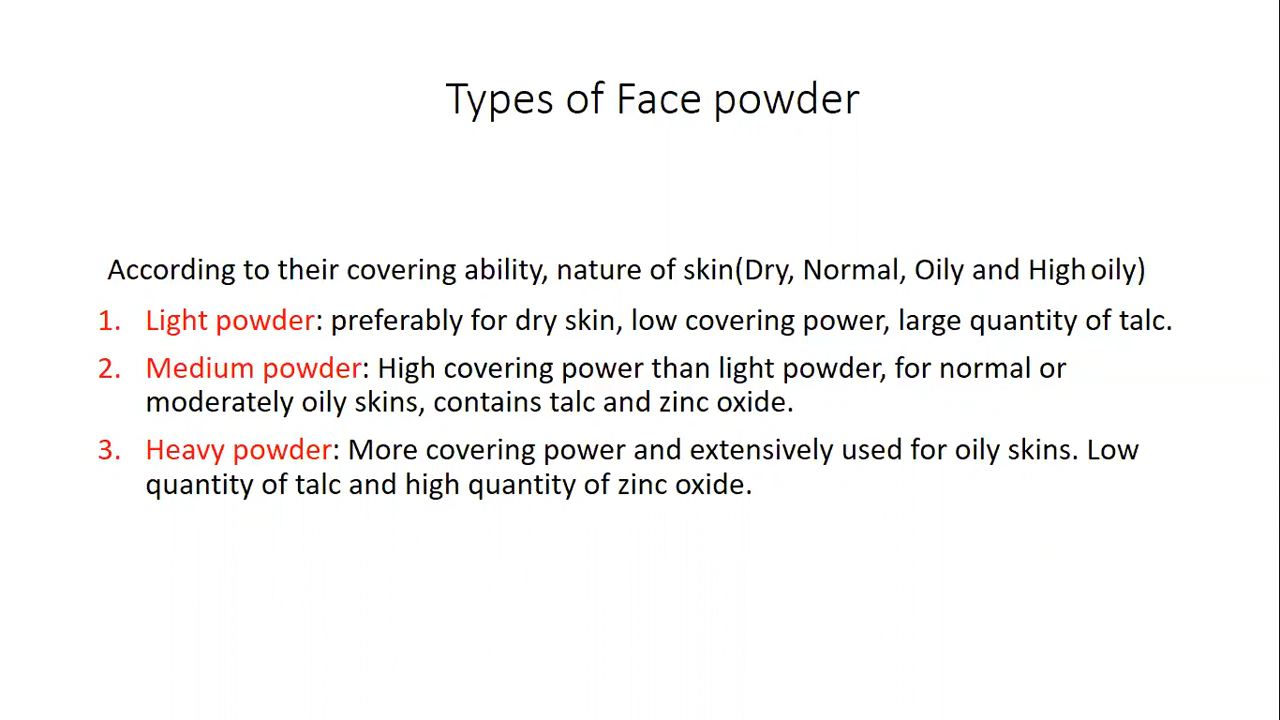 Types of Face powder
According to their covering ability, nature of skin(Dry, Normal, Oily and High oily)
1. Light powder: preferably for dry skin, low covering power, large quantity of talc.
2. Medium powder: High covering power than light powder, for normal or
moderately oily skins, contains talc and zinc oxide.
3. Heavy powder: More covering power and extensively used for oily skins. Low
quantity of talc and high quantity of zinc oxide.